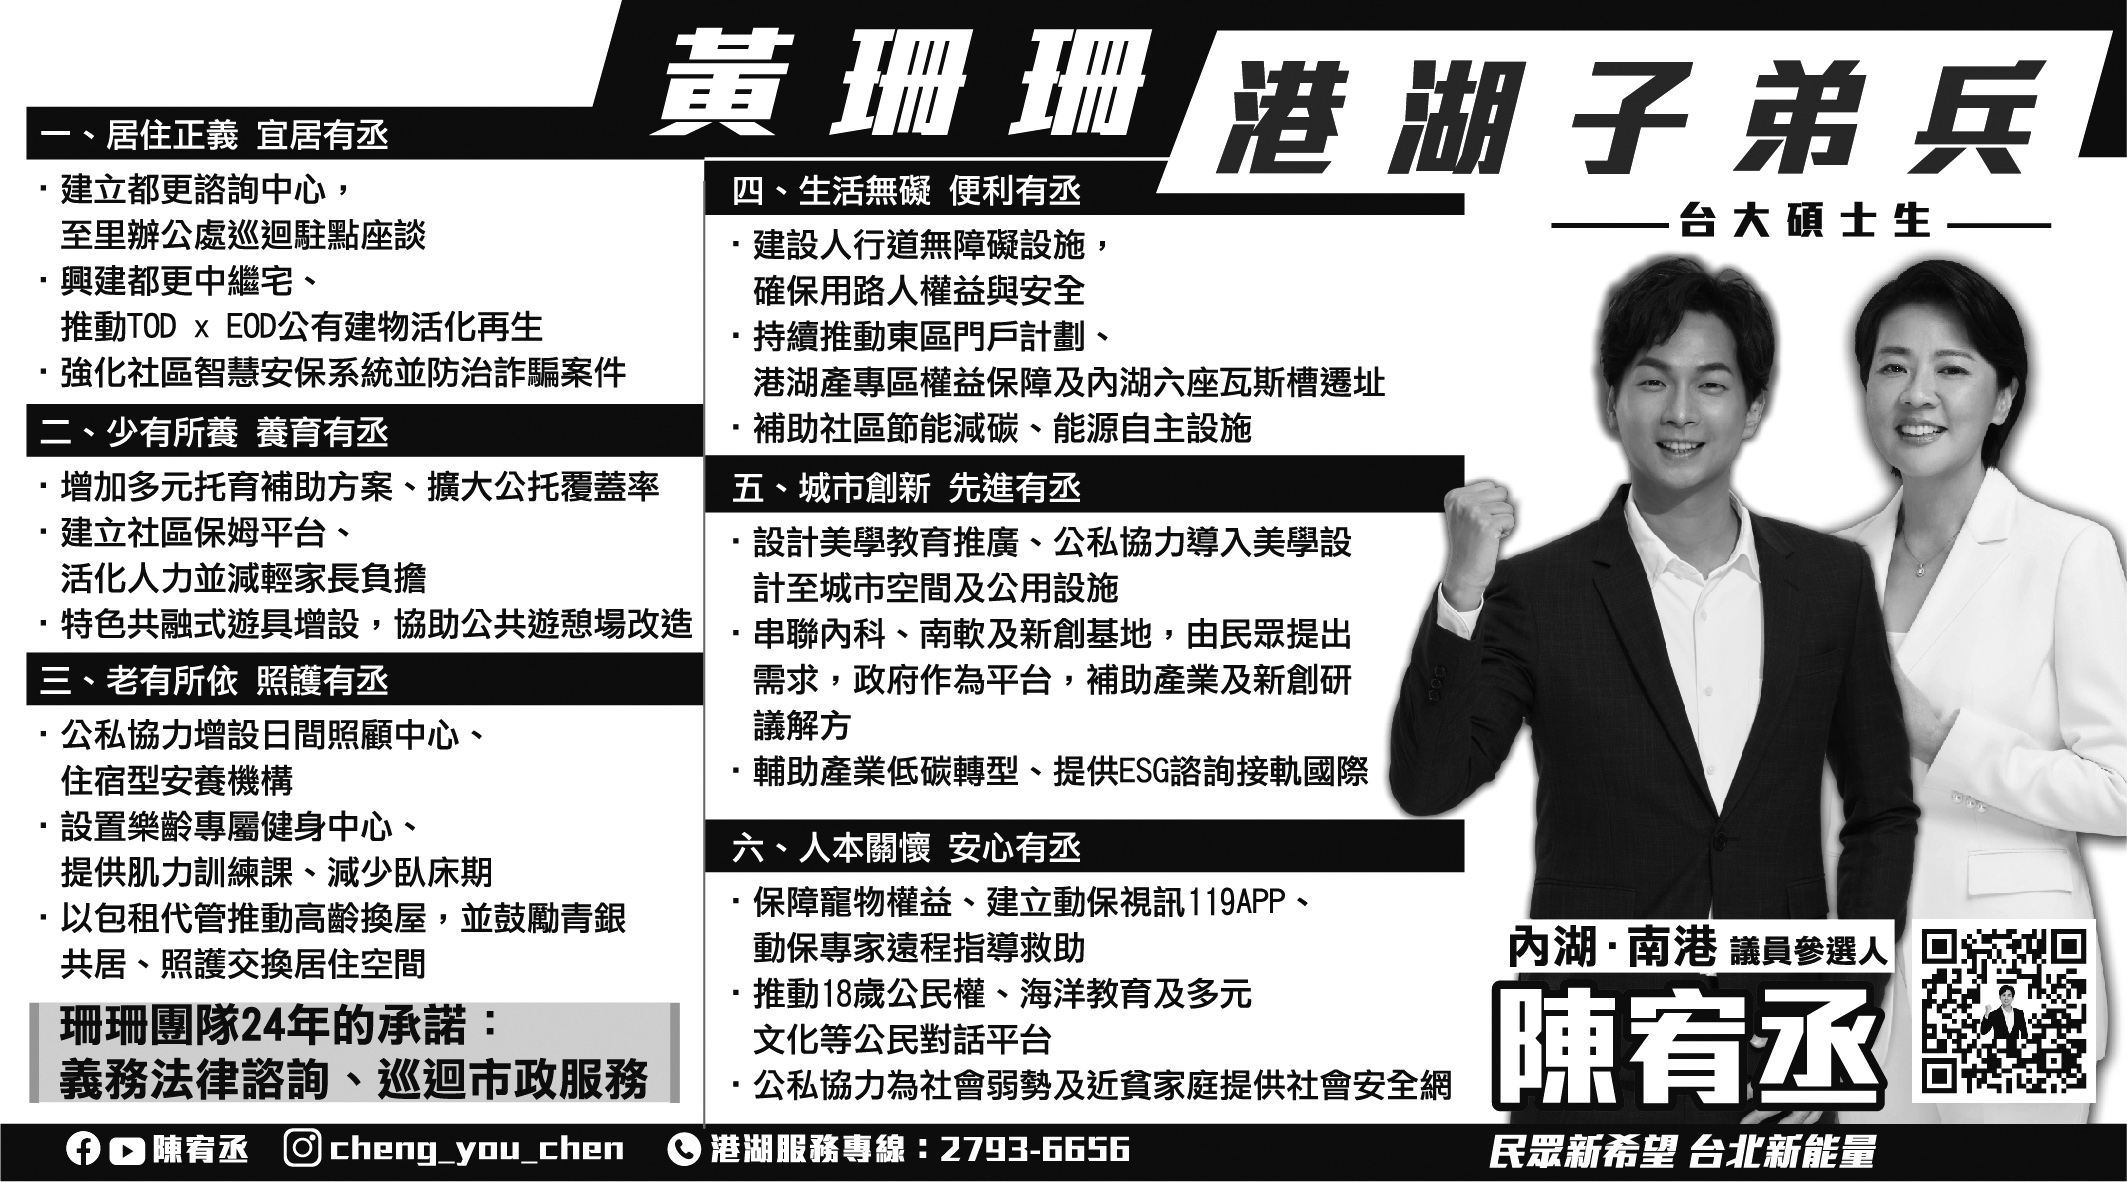 黃珊珊
港湖子弟兵
台大碩士生
一、居住正義 宜居有丞
·建立都更諮詢中心,
至里辦公處巡迴駐點座談
·興建都更中繼宅、
推動TOD x EOD公有建物活化再生
·強化社區智慧安保系統並防治詐騙案件
二、少有所養 養育有丞
·增加多元托育補助方案、擴大公托覆蓋率
·建立社區保姆平台、
活化人力並減輕家長負擔
·特色共融式遊具增設,協助公共遊憩場改造
三、老有所依 照護有丞
·公私協力增設日間照顧中心、
住宿型安養機構
·設置樂齡專屬健身中心、
提供肌力訓練課、減少臥床期
·以包租代管推動高齡換屋,並鼓勵青銀
共居、照護交換居住空間
珊珊團隊24年的承諾:
義務法律諮詢、巡迴市政服務
四、生活無礙 便利有丞
·建設人行道無障礙設施,
確保用路人權益與安全
·持續推動東區門戶計劃、
港湖產專區權益保障及內湖六座瓦斯槽遷址
·補助社區節能減碳、能源自主設施
五、城市創新 先進有丞
·設計美學教育推廣、公私協力導入美學設
計至城市空間及公用設施
·串聯內科、南軟及新創基地,由民眾提出
需求,政府作為平台,補助產業及新創研
議解方
·輔助產業低碳轉型、提供ESG諮詢接軌國際
六、人本關懷 安心有丞
·保障寵物權益、建立動保視訊119APP、
動保專家遠程指導救助
·推動18歲公民權、海洋教育及多元
文化等公民對話平台
·公私協力為社會弱勢及近貧家庭提供社會安全網
內湖·南港 議員參選人
陳宥丞
陳宥丞 cheng_you_chen 港湖服務專線:2793-6656
民眾新希望 台北新能量